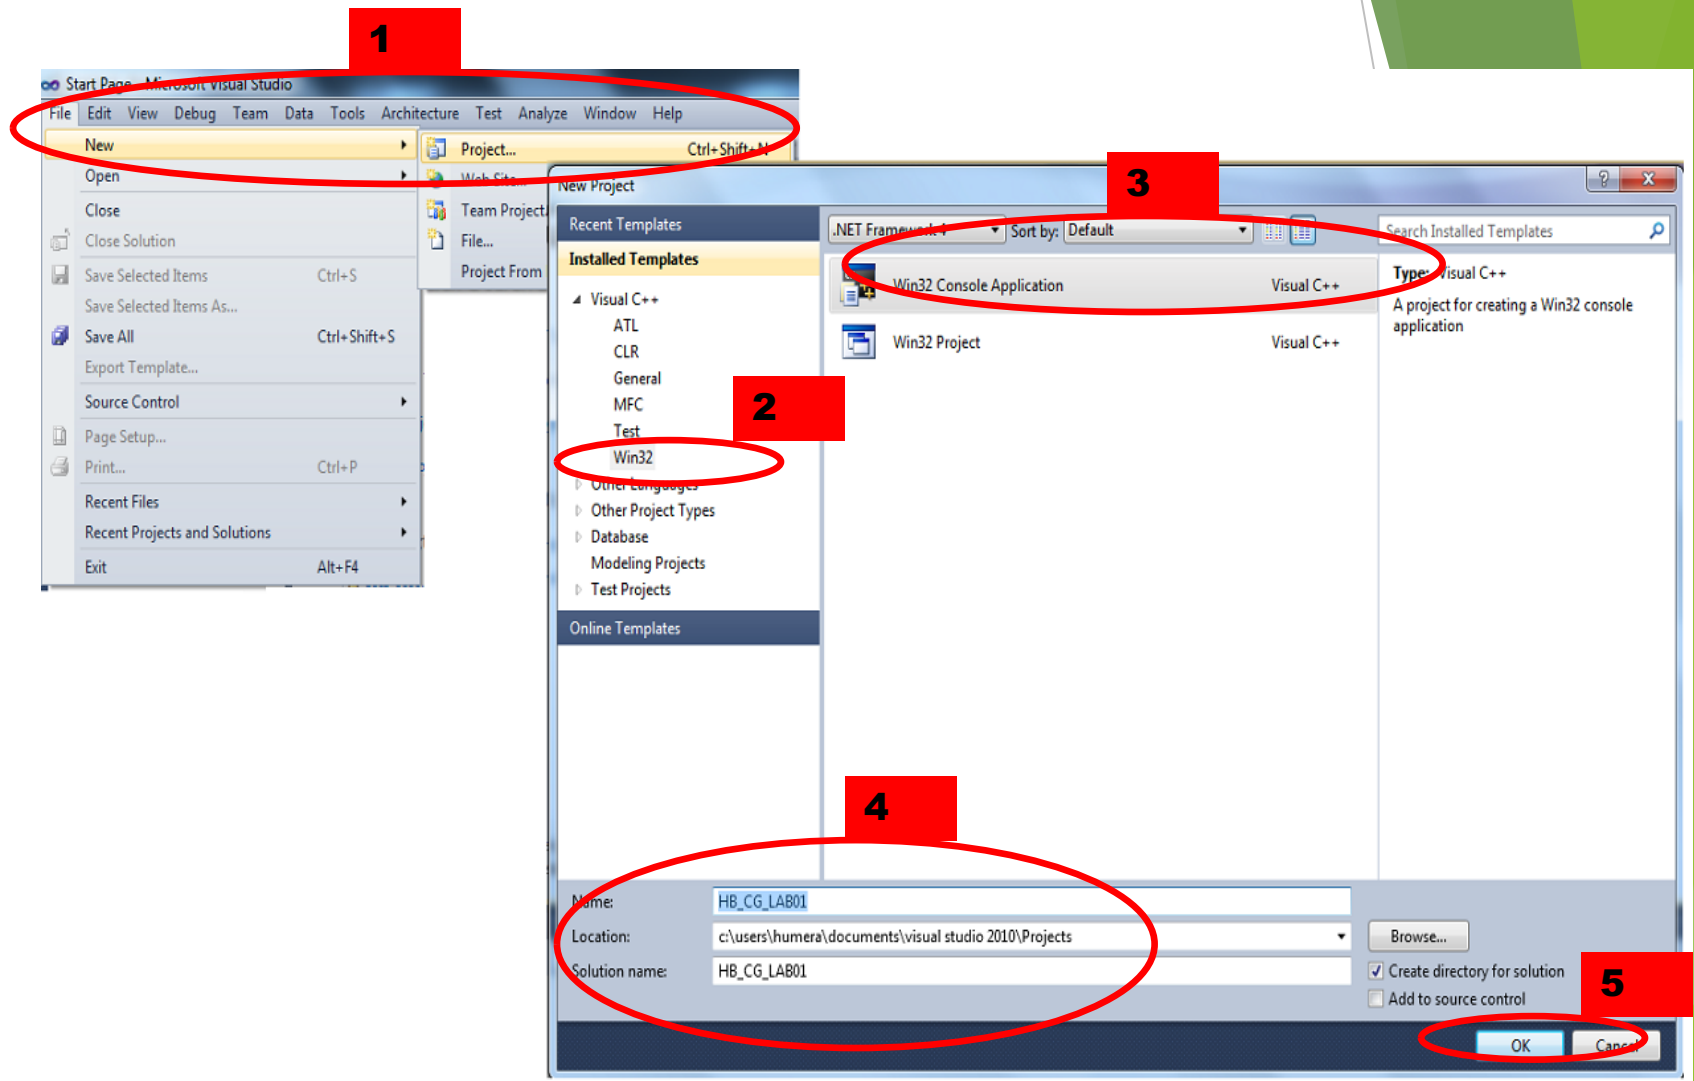 1
Start Page - Microsoft Visual Studio
File Edit View Debug Team Data Tools Architecture Test Analyze Window Help
New
Project... Ctrl+Shift+N
Open
Web Site...
Close
Team Project
Close Solution
File...
Save Selected Items Ctrl+S
Project From
Save Selected Items As...
Save All Ctrl+Shift+S
Export Template...
Source Control
Page Setup...
Print... Ctrl+P
Recent Files
Recent Projects and Solutions
Exit Alt+F4
New Project
3
Recent Templates
.NET Framework 4 Sort by: Default
Search Installed Templates
Installed Templates
Visual C++
ATL
CLR
General
MFC
Test
Win32
Other Languages
Other Project Types
Database
Modeling Projects
Test Projects
Online Templates
2
Win32 Console Application Visual C++
Win32 Project Visual C++
Type: Visual C++
A project for creating a Win32 console
application
4
Name: HB_CG_LAB01
Location: c:\users\humera\documents\visual studio 2010\Projects
Browse...
Solution name: HB_CG_LAB01
Create directory for solution
Add to source control
5
OK Cancel